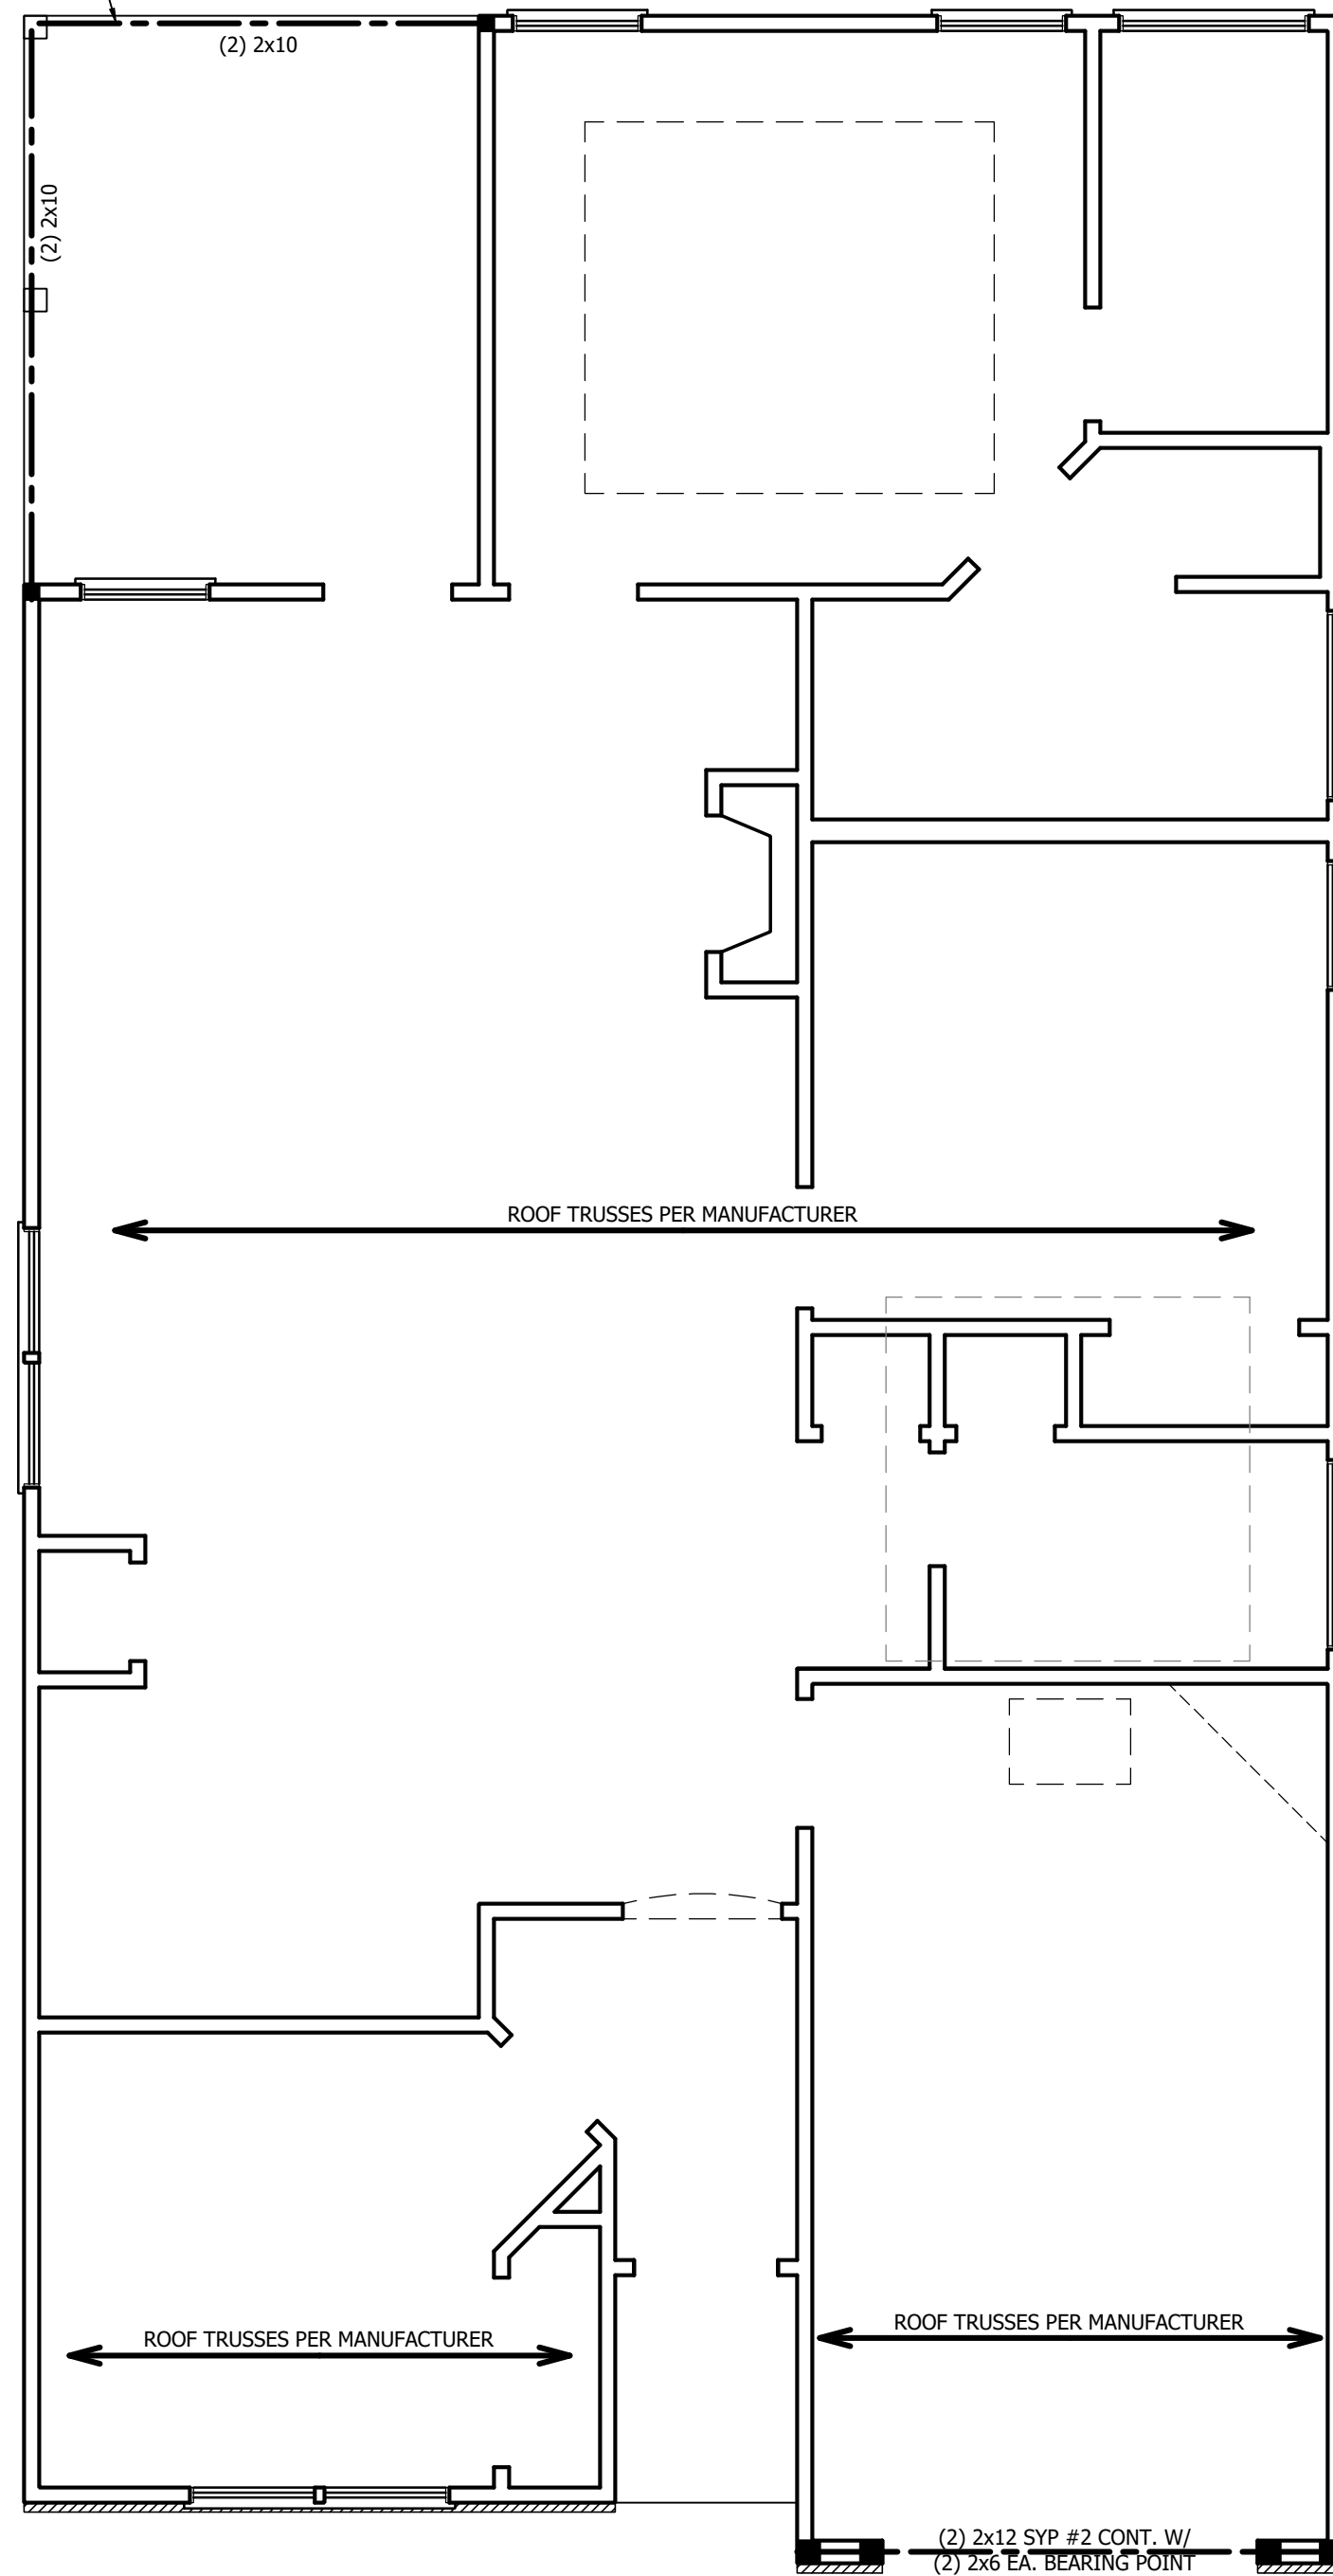 (2) 2x10
(2) 2x10
ROOF TRUSSES PER MANUFACTURER
ROOF TRUSSES PER MANUFACTURER
ROOF TRUSSES PER MANUFACTURER
(2) 2x12 SYP #2 CONT. W/
(2) 2x6 EA. BEARING POINT